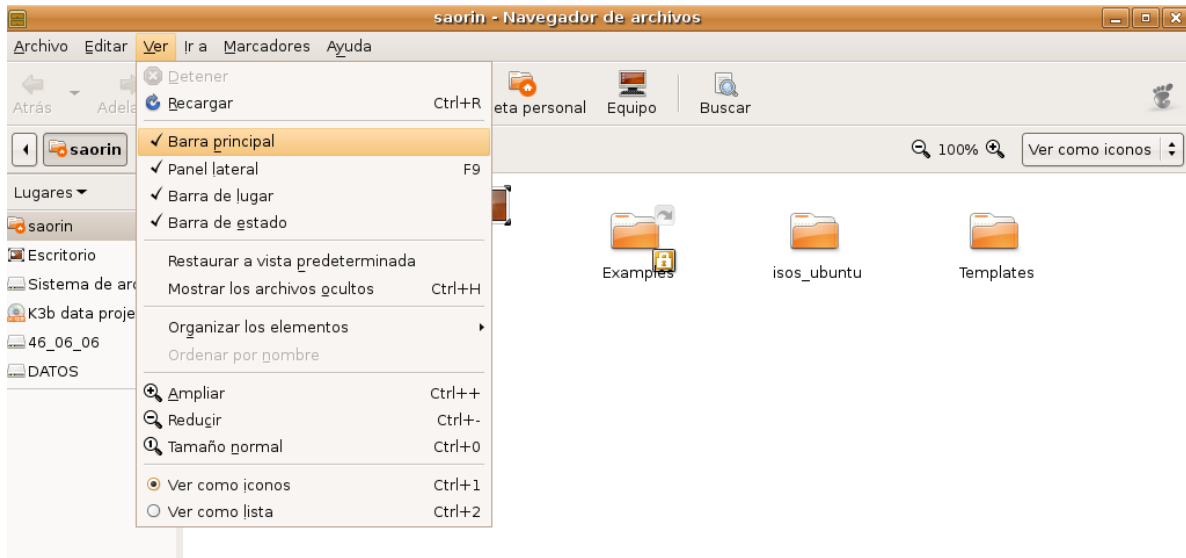 saorin - Navegador de archivos
Archivo Editar Ver Ir a Marcadores Ayuda
Atrás Adela
eta personal Equipo Buscar
saorin
100% Ver como iconos
Lugares
saorin
Escritorio
Sistema de arc
K3b data proje
46_06_06
DATOS
Detener
Recargar Ctrl+R
Barra principal
Panel lateral F9
Barra de lugar
Barra de estado
Restaurar a vista predeterminada
Mostrar los archivos ocultos Ctrl+H
Organizar los elementos
Ordenar por nombre
Ampliar Ctrl++
Reducir Ctrl+-
Tamaño normal Ctrl+0
Ver como iconos Ctrl+1
Ver como lista Ctrl+2
Examples isos_ubuntu Templates